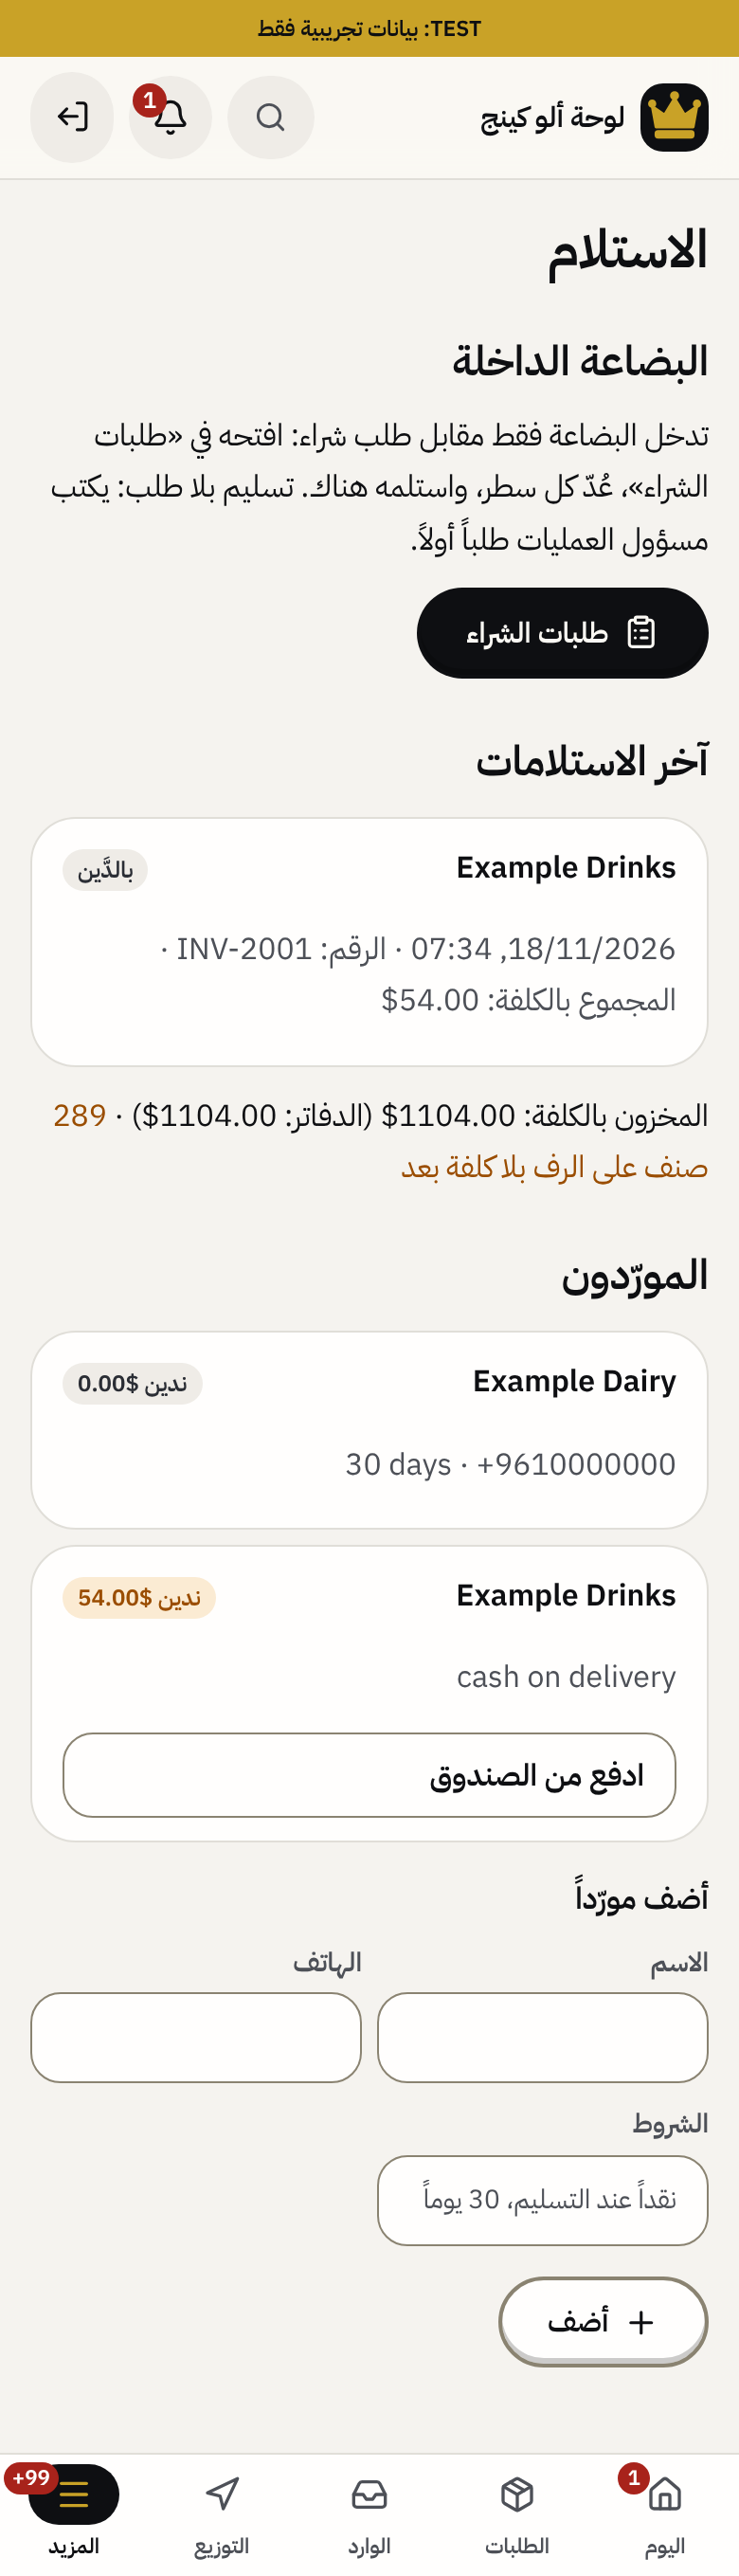 TEST: بيانات تجريبية فقط
لوحة ألو كينج
1
الاستلام
البضاعة الداخلة
تدخل البضاعة فقط مقابل طلب شراء: افتحه في «طلبات
الشراء»، عُدّ كل سطر، واستلمه هناك. تسليم بلا طلب: يكتب
مسؤول العمليات طلباً أولاً.
طلبات الشراء
آخر الاستلامات
Example Drinks
بالدَّين
18/11/2026, 07:34 · الرقم: INV-2001 ·
المجموع بالكلفة: $54.00
المخزون بالكلفة: $1104.00 (الدفاتر: $1104.00) · 289
صنف على الرف بلا كلفة بعد
المورّدون
Example Dairy
ندين $0.00
30 days · +9610000000
Example Drinks
ندين $54.00
cash on delivery
ادفع من الصندوق
أضف مورّداً
الاسم
الهاتف
الشروط
نقداً عند التسليم، 30 يوماً
أضف
1
+99
اليوم
الطلبات
الوارد
التوزيع
المزيد